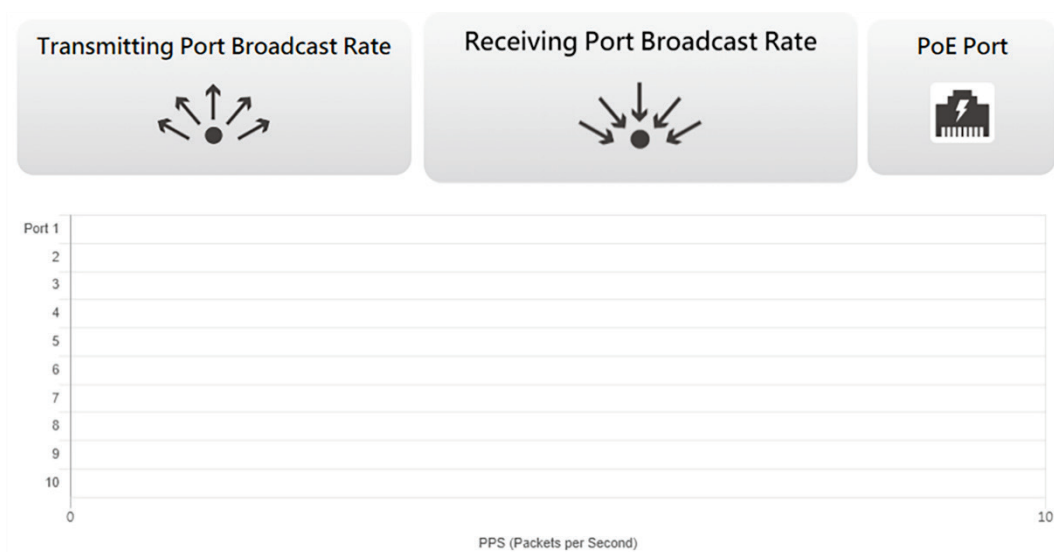 Transmitting Port Broadcast Rate
Receiving Port Broadcast Rate
PoE Port
Port 1
2
3
4
5
6
7
8
9
10
0
10
PPS (Packets per Second)